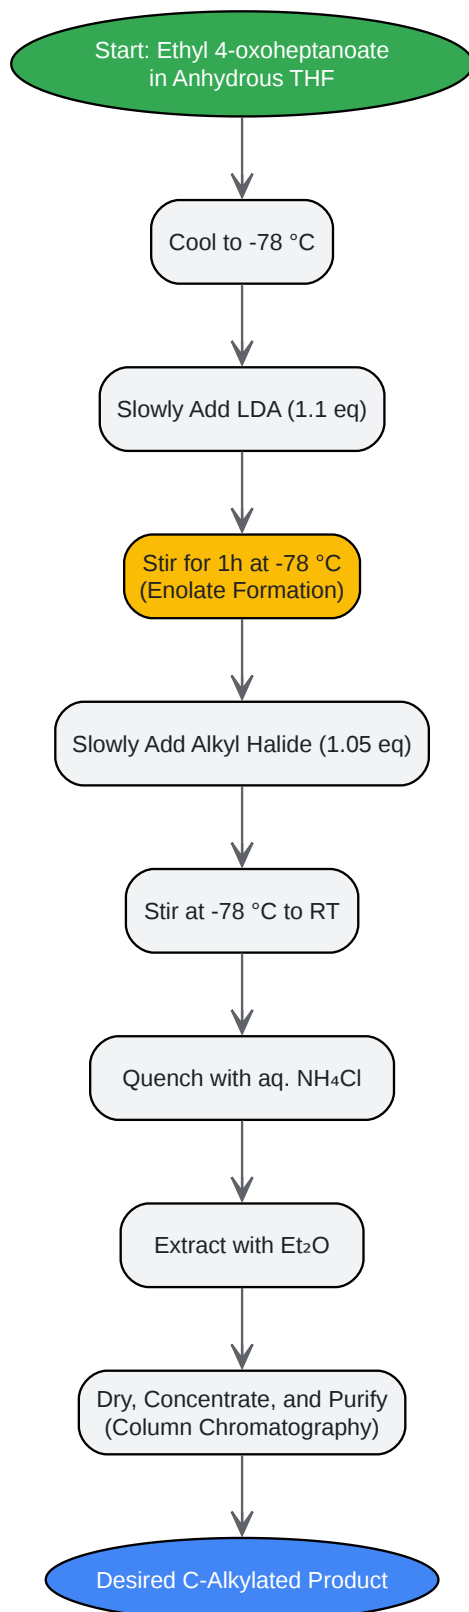 Start: Ethyl 4-oxoheptanoate
in Anhydrous THF
Cool to -78 °C
Slowly Add LDA (1.1 eq)
Stir for 1h at -78 °C
(Enolate Formation)
Slowly Add Alkyl Halide (1.05 eq)
Stir at -78 °C to RT
Quench with aq. NH₄Cl
Extract with Et₂O
Dry, Concentrate, and Purify
(Column Chromatography)
Desired C-Alkylated Product